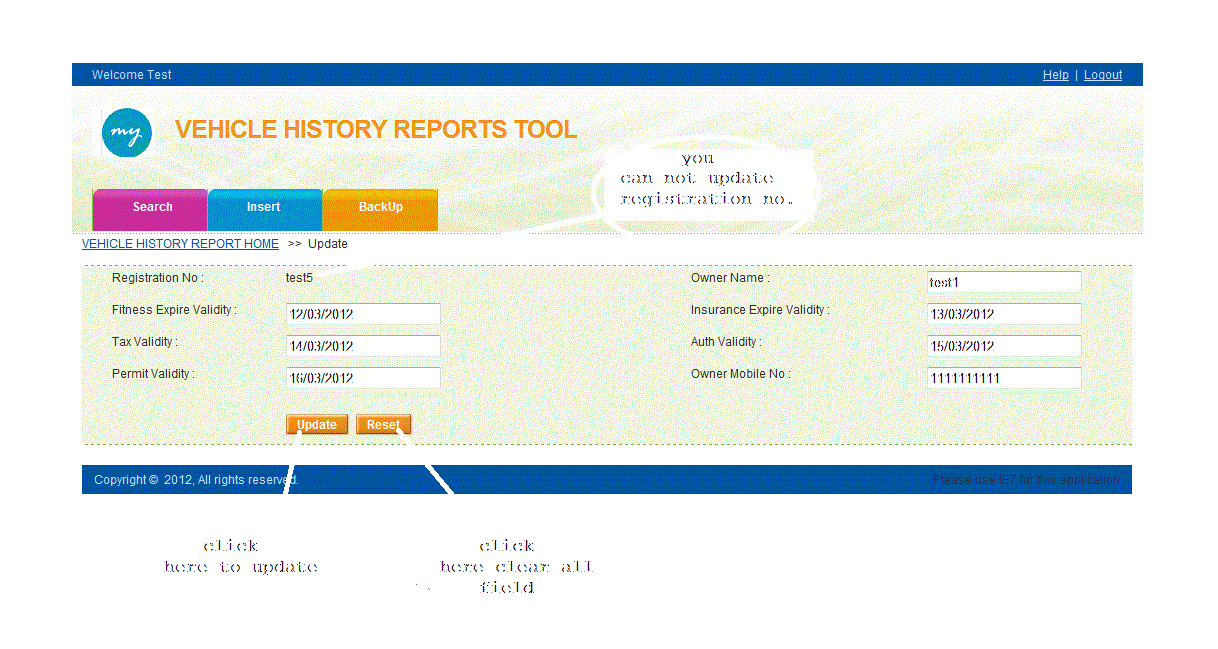 Welcome Test
Help | Logout
my
VEHICLE HISTORY REPORTS TOOL
you
can not update
registration no.
Search Insert BackUp
VEHICLE HISTORY REPORT HOME >> Update
Registration No : test5 Owner Name : test1
Fitness Expire Validity : 12/03/2012 Insurance Expire Validity : 13/03/2012
Tax Validity : 14/03/2012 Auth Validity : 15/03/2012
Permit Validity : 16/03/2012 Owner Mobile No : 1111111111
Update Reset
Copyright © 2012, All rights reserved. Please use IE7 for this application
click click
here to update here clear all
field